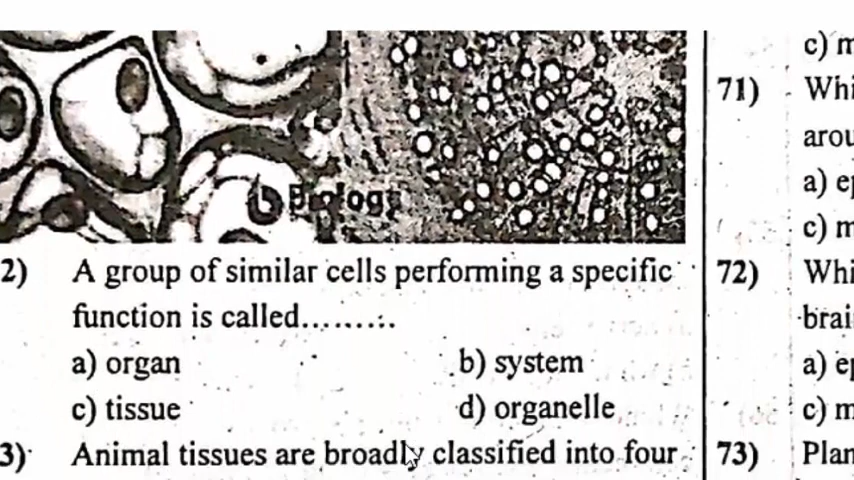 Biology
2) A group of similar cells performing a specific
function is called........
a) organ b) system
c) tissue d) organelle
3) Animal tissues are broadly classified into four
c) m
71) Whi
arou
a) ep
c) m
72) Whi
brai
a) ep
c) m
73) Plan